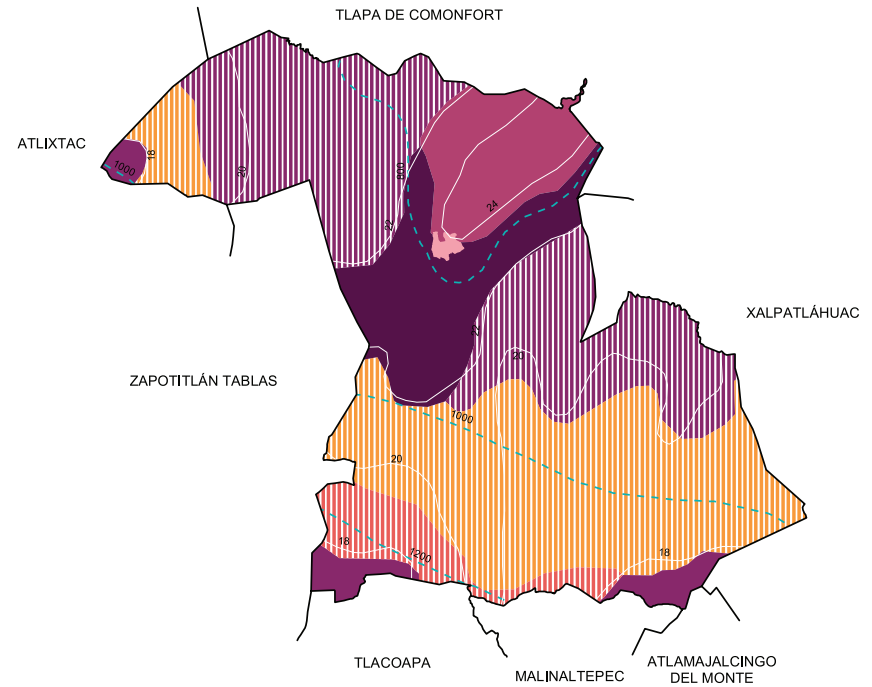 TLAPA DE COMONFORT
ATLIXTAC
18
1000
20
800
22
24
XALPATLÁHUAC
22
20
ZAPOTITLÁN TABLAS
1000
20
18
1200
18
TLACOAPA
MALINALTEPEC
ATLAMAJALCINGO
DEL MONTE